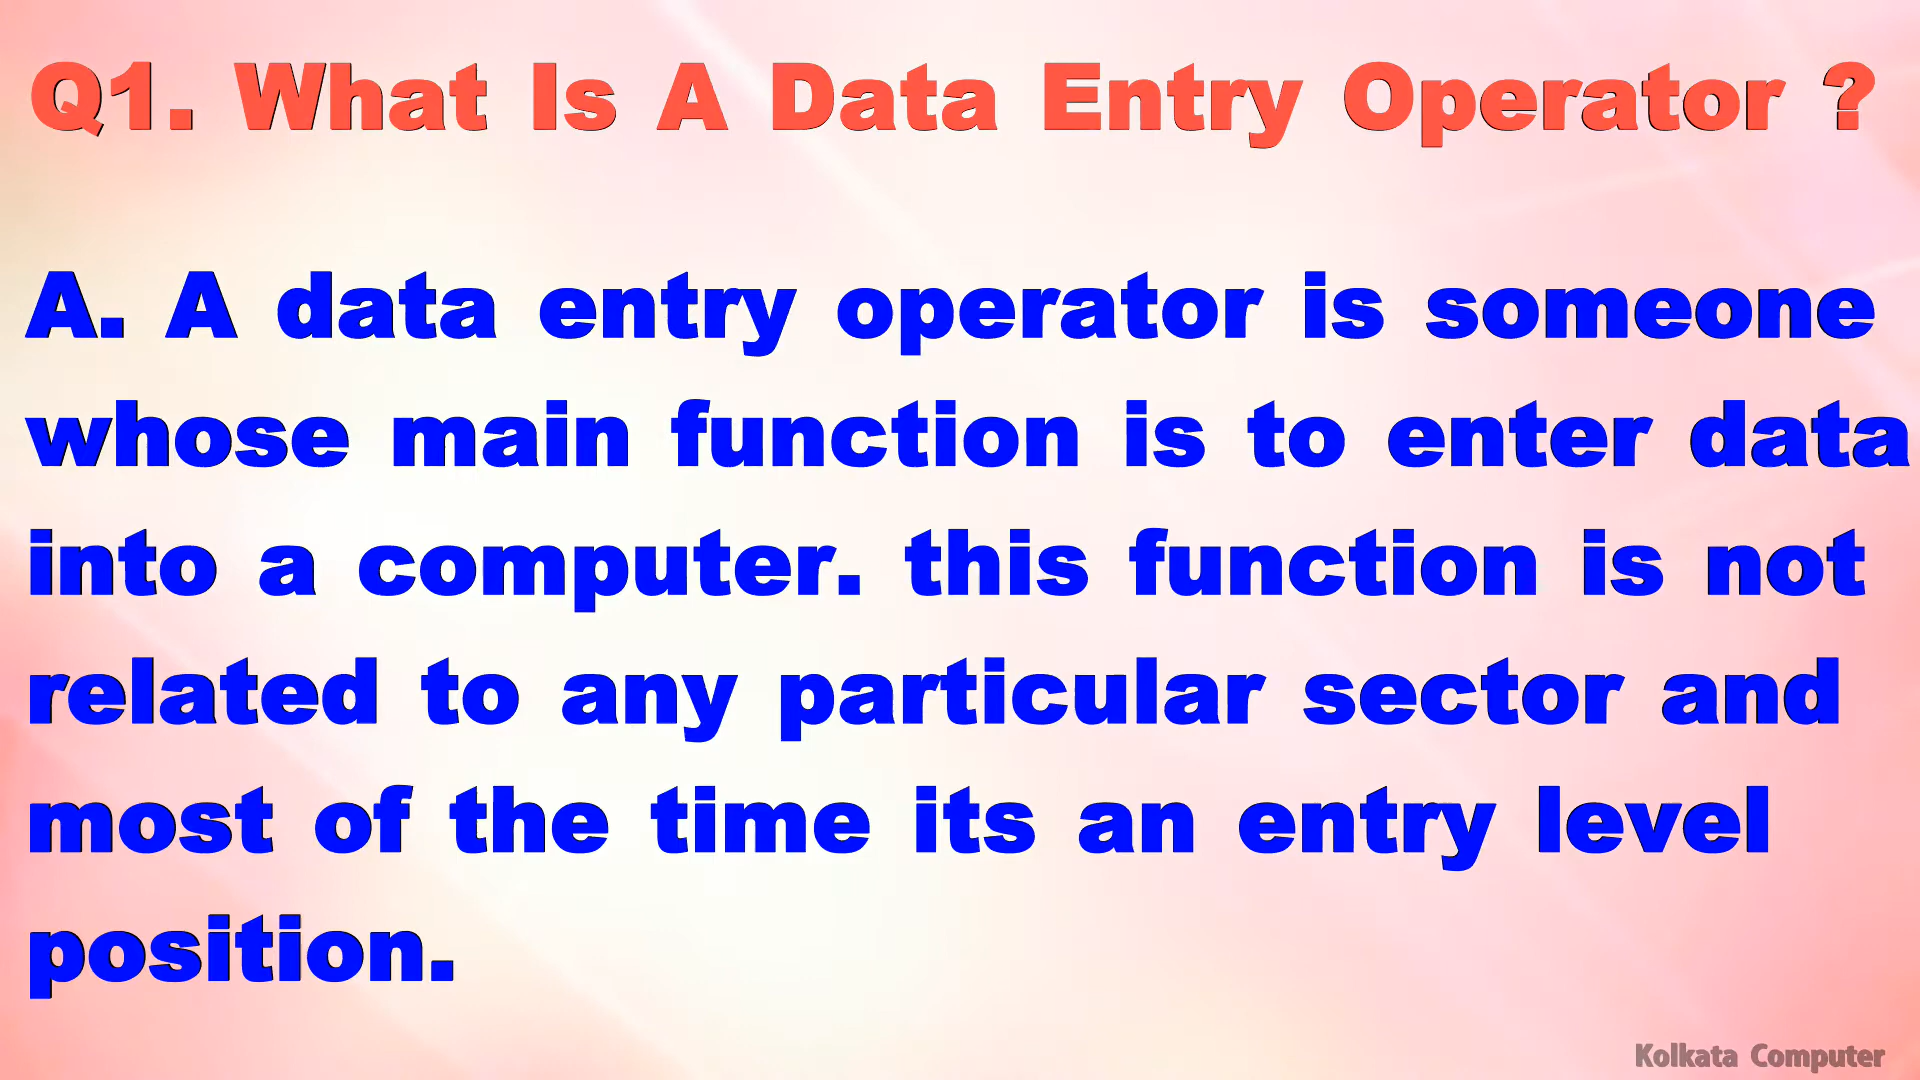 Q1. What Is A Data Entry Operator ?
A. A data entry operator is someone
whose main function is to enter data
into a computer. this function is not
related to any particular sector and
most of the time its an entry level
position.
Kolkata Computer